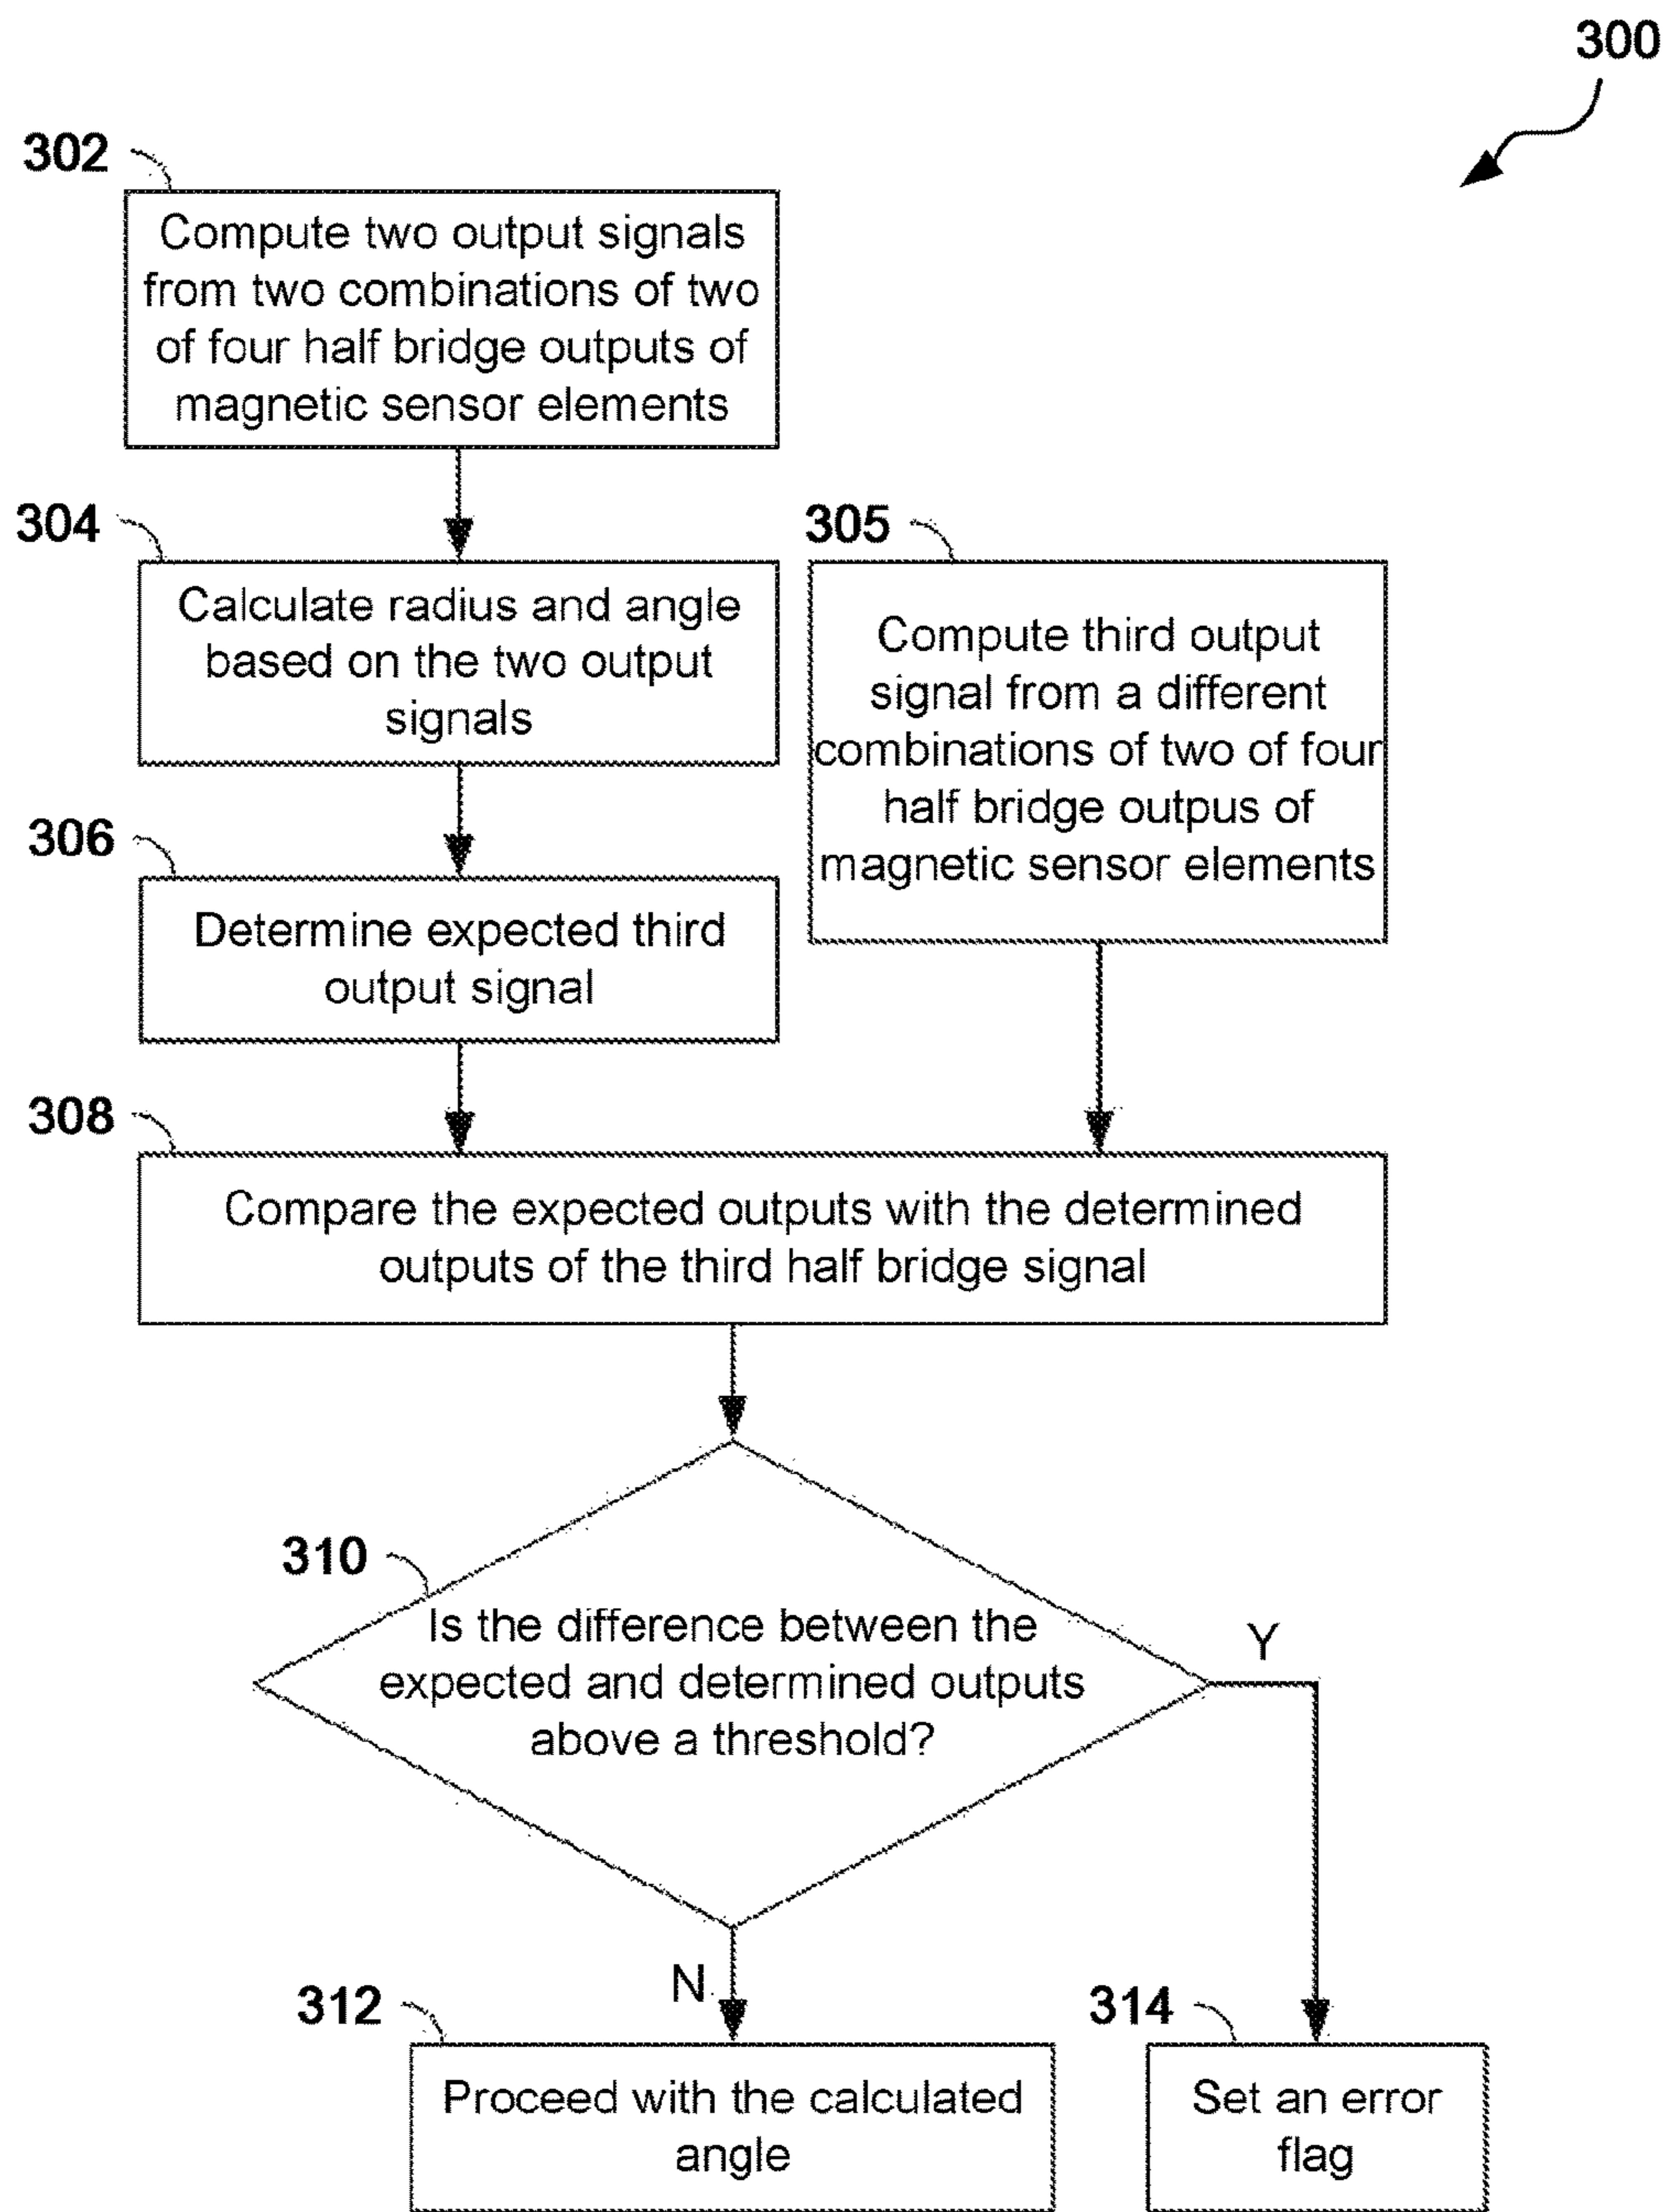 300
302
Compute two output signals
from two combinations of two
of four half bridge outputs of
magnetic sensor elements
304
Calculate radius and angle
based on the two output
signals
305
Compute third output
signal from a different
combinations of two of four
half bridge outpus of
magnetic sensor elements
306
Determine expected third
output signal
308
Compare the expected outputs with the determined
outputs of the third half bridge signal
310
Is the difference between the
expected and determined outputs
above a threshold?
Y
N
312
Proceed with the calculated
angle
314
Set an error
flag